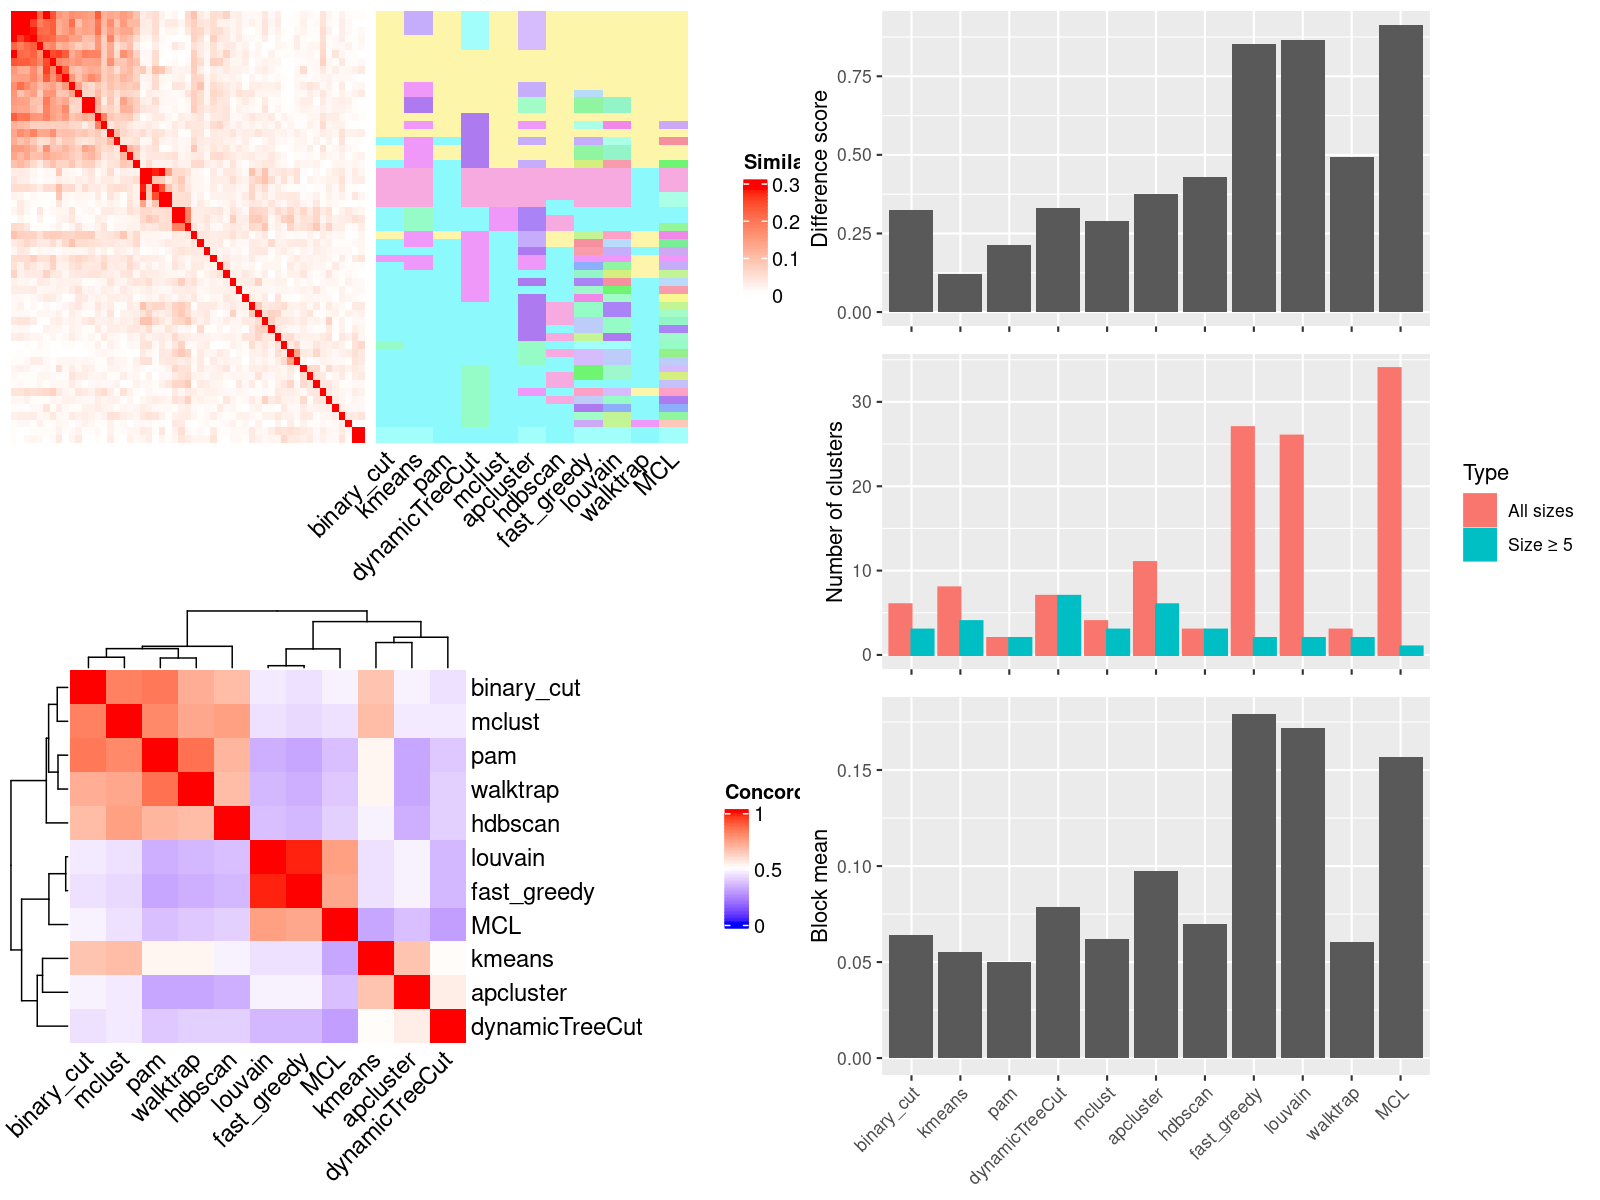 Simila
0.3
0.2
0.1
0
binary_cut
kmeans
pam
dynamicTreeCut
mclust
apcluster
hdbscan
fast_greedy
louvain
walktrap
MCL
binary_cut
mclust
pam
walktrap
hdbscan
louvain
fast_greedy
MCL
kmeans
apcluster
dynamicTreeCut
Concord
1
0.5
0
binary_cut
mclust
pam
walktrap
hdbscan
louvain
fast_greedy
MCL
kmeans
apcluster
dynamicTreeCut
Difference score
0.75
0.50
0.25
0.00
Number of clusters
30
20
10
0
Type
All sizes
Size ≥ 5
Block mean
0.15
0.10
0.05
0.00
binary_cut
kmeans
pam
dynamicTreeCut
mclust
apcluster
hdbscan
fast_greedy
louvain
walktrap
MCL